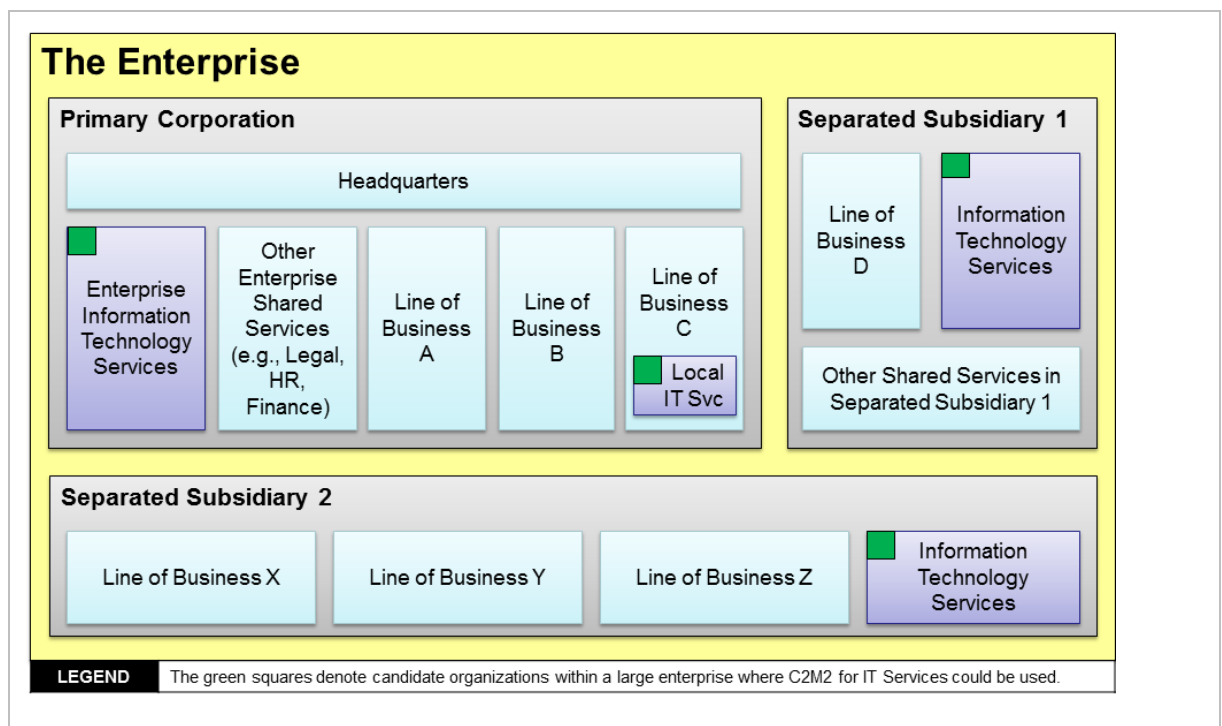 The Enterprise
Primary Corporation
Headquarters
Enterprise
Information
Technology
Services
Other
Enterprise
Shared
Services
(e.g., Legal,
HR,
Finance)
Line of
Business
A
Line of
Business
B
Line of
Business
C
Local
IT Svc
Separated Subsidiary 1
Line of
Business
D
Information
Technology
Services
Other Shared Services in
Separated Subsidiary 1
Separated Subsidiary 2
Line of Business X
Line of Business Y
Line of Business Z
Information
Technology
Services
LEGEND The green squares denote candidate organizations within a large enterprise where C2M2 for IT Services could be used.